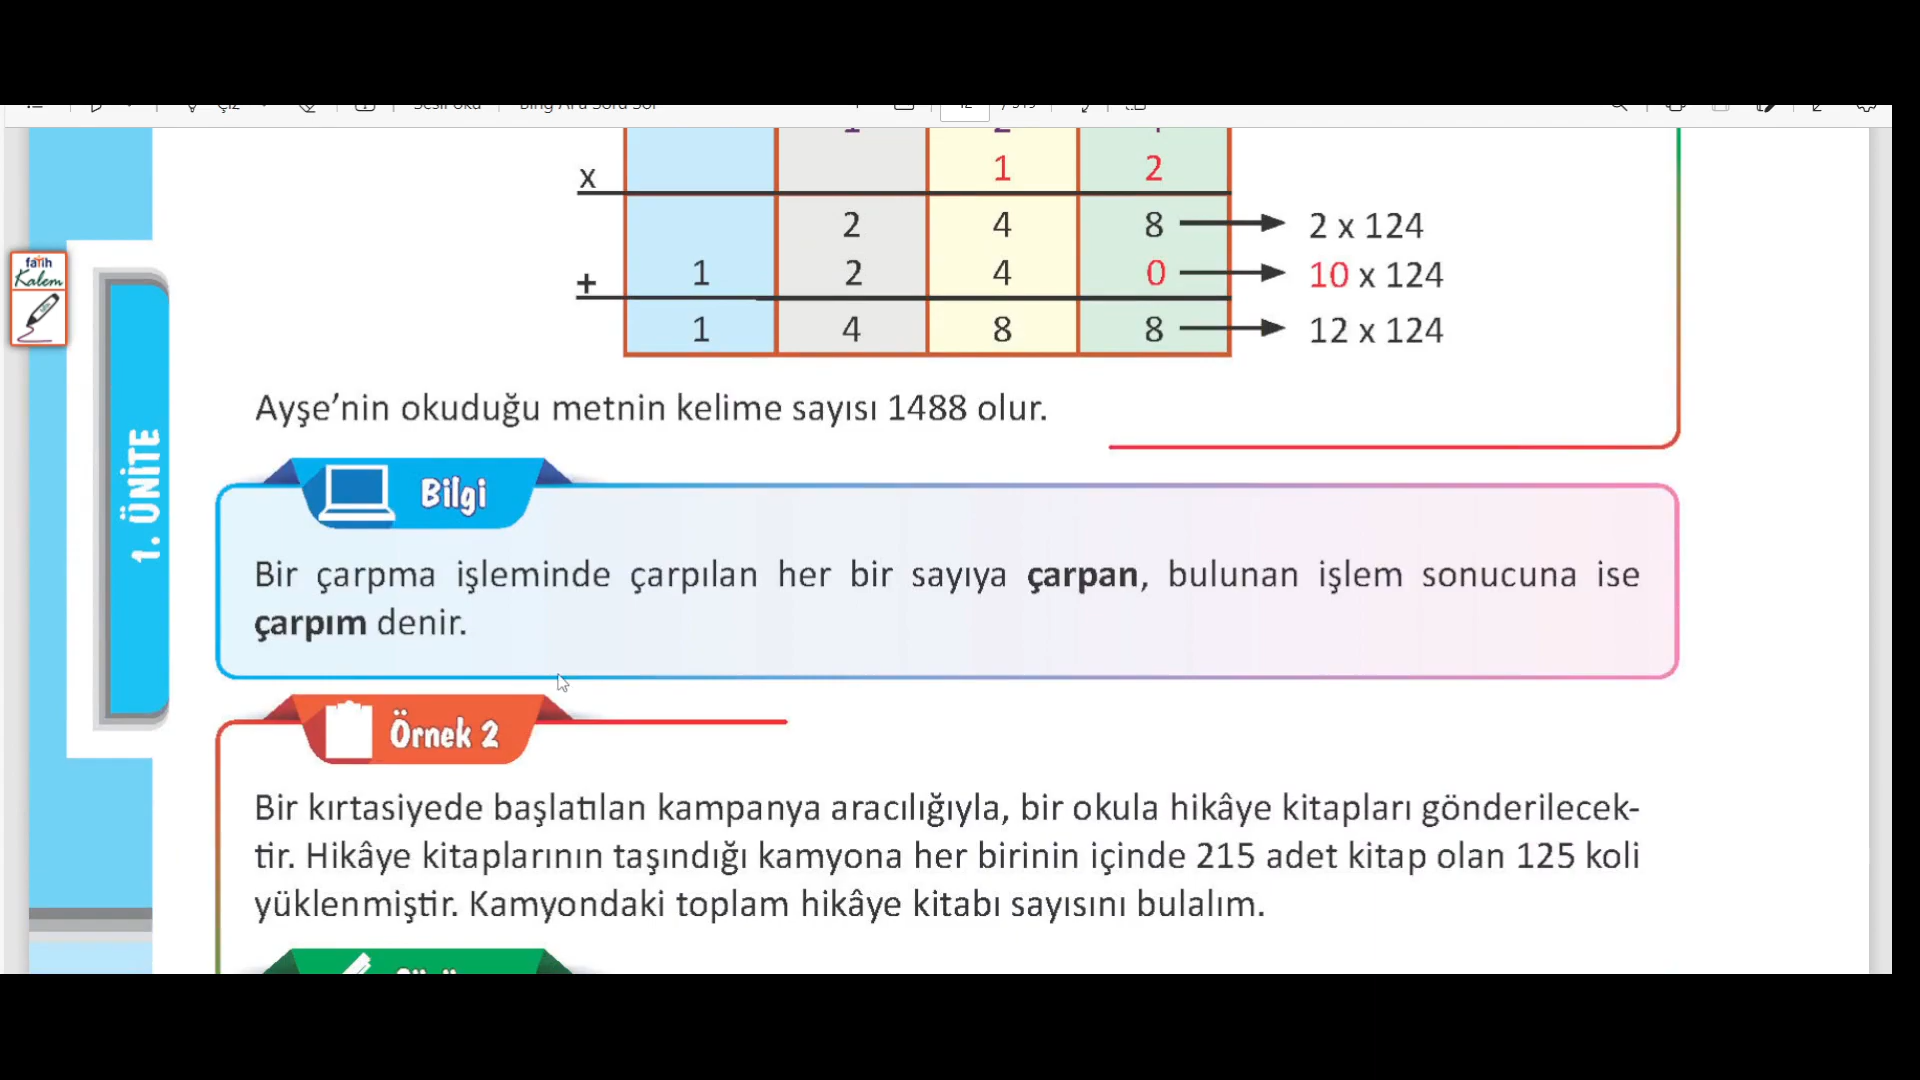 Çiz
Sesli oku
1 2
x
2 4 8 2 x 124
+ 1 2 4 0 10 x 124
1 4 8 8 12 x 124
Ayşe’nin okuduğu metnin kelime sayısı 1488 olur.
fatih
Kalem
1. ÜNİTE
Bilgi
Bir çarpma işleminde çarpılan her bir sayıya çarpan, bulunan işlem sonucuna ise
çarpım denir.
Örnek 2
Bir kırtasiyede başlatılan kampanya aracılığıyla, bir okula hikâye kitapları gönderilecek-
tir. Hikâye kitaplarının taşındığı kamyona her birinin içinde 215 adet kitap olan 125 koli
yüklenmiştir. Kamyondaki toplam hikâye kitabı sayısını bulalım.